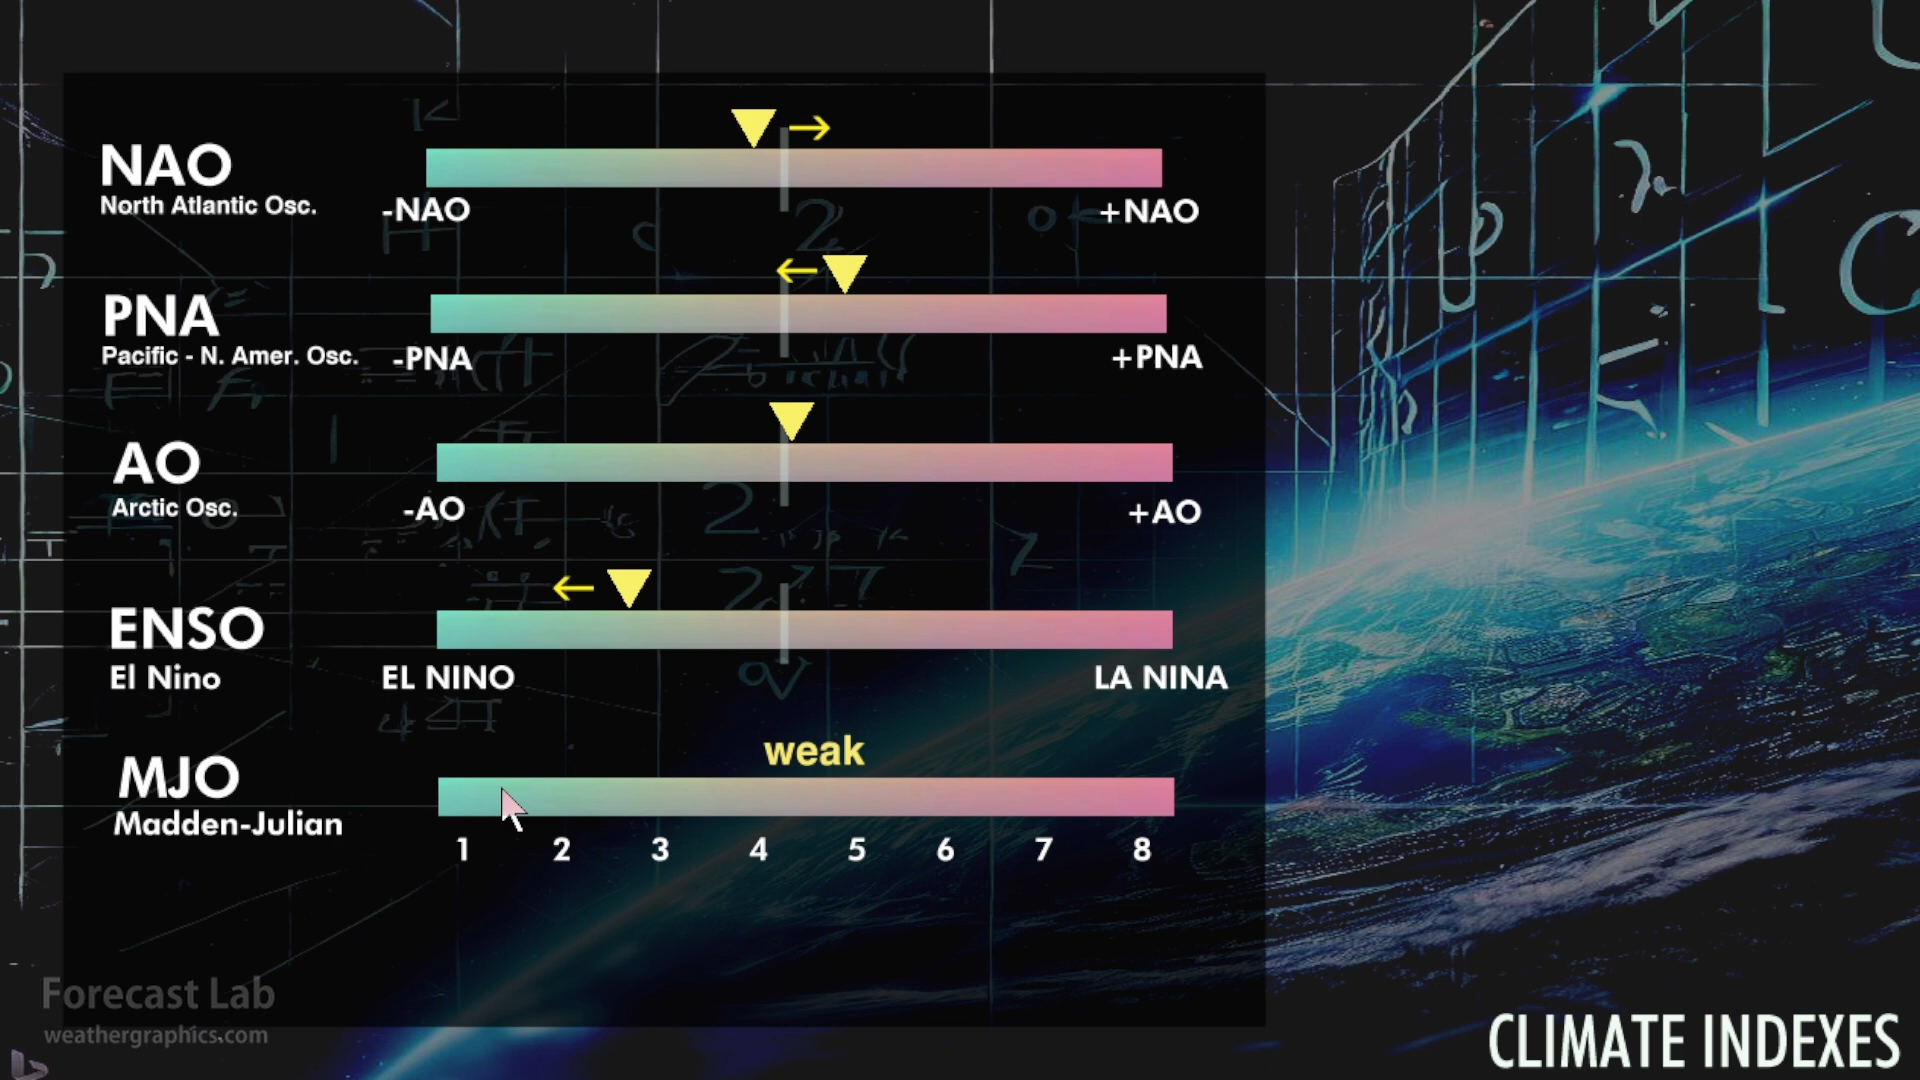 NAO
North Atlantic Osc.
-NAO
+NAO
PNA
Pacific - N. Amer. Osc.
-PNA
+PNA
AO
Arctic Osc.
-AO
+AO
ENSO
El Nino
EL NINO
LA NINA
weak
MJO
Madden-Julian
1 2 3 4 5 6 7 8
Forecast Lab
weathergraphics.com
CLIMATE INDEXES